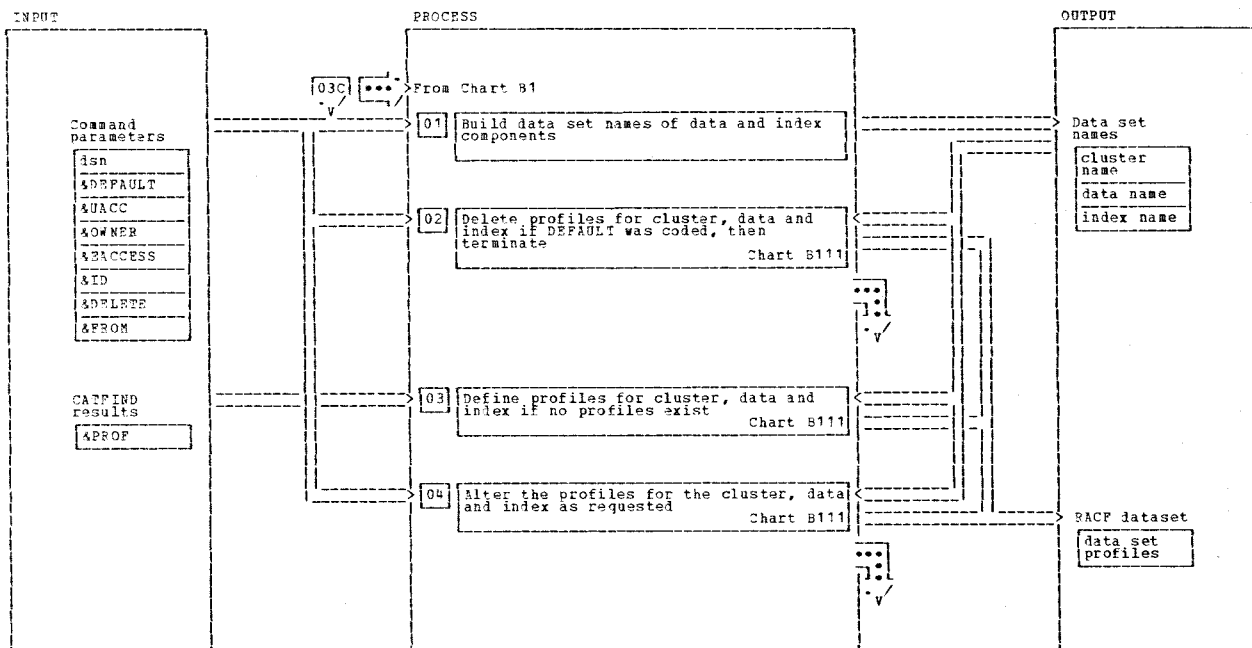 INPUT
PROCESS
OUTPUT
03C
From Chart B1
Command
parameters
dsn
&DEFAULT
&UACC
&OWNER
&EACCESS
&ID
&DELETE
&FROM
CATFIND
results
&PROF
01
Build data set names of data and index
components
02
Delete profiles for cluster, data and
index if DEFAULT was coded, then
terminate
Chart B111
03
Define profiles for cluster, data and
index if no profiles exist
Chart B111
04
Alter the profiles for the cluster, data
and index as requested
Chart B111
Data set
names
cluster
name
data name
index name
RACF dataset
data set
profiles